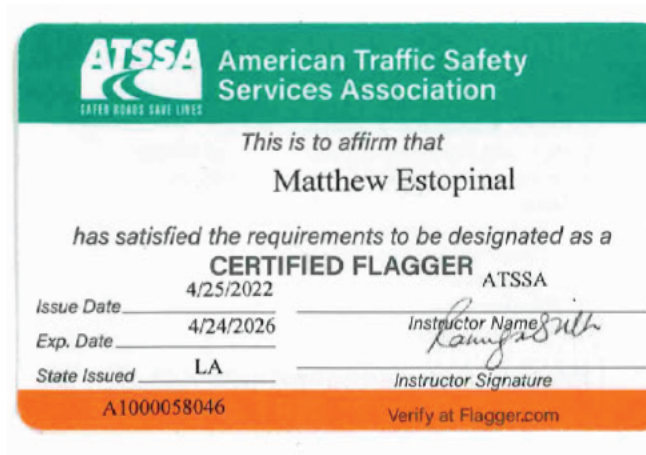 ATSSA
SAFER ROADS SAVE LIVES
American Traffic Safety
Services Association
This is to affirm that
Matthew Estopinal
has satisfied the requirements to be designated as a
CERTIFIED FLAGGER
Issue Date 4/25/2022
ATSSA
Instructor Name
Exp. Date 4/24/2026
State Issued LA
Instructor Signature
A1000058046
Verify at Flagger.com